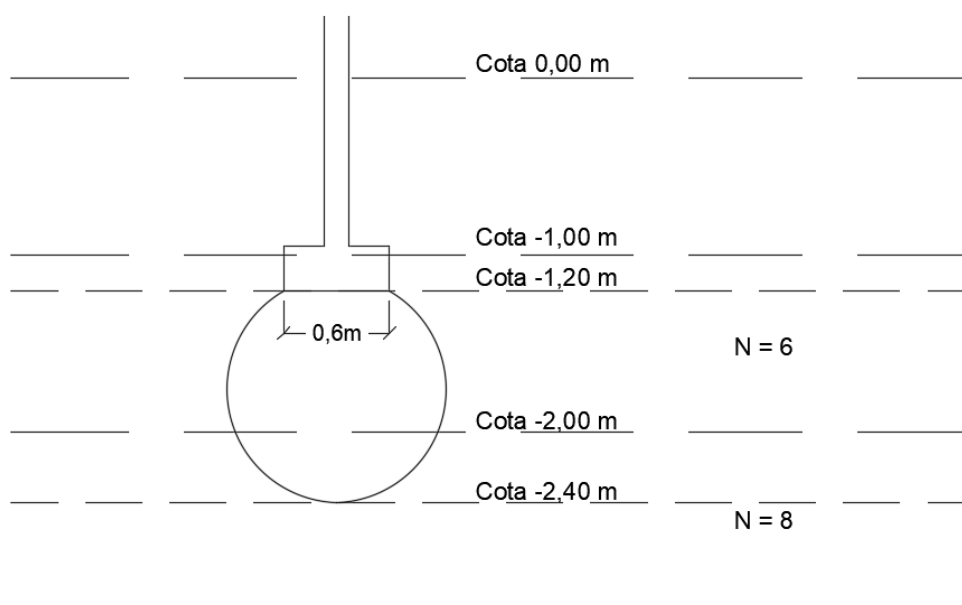 Cota 0,00 m
Cota -1,00 m
Cota -1,20 m
0,6m
N = 6
Cota -2,00 m
Cota -2,40 m
N = 8